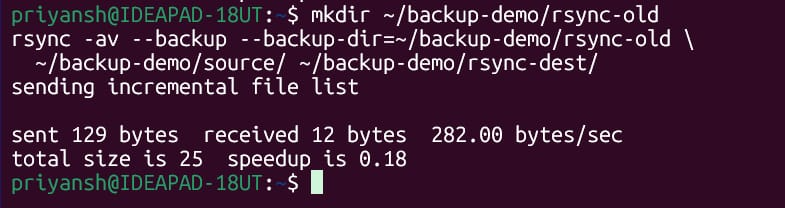 priyansh@IDEAPAD-18UT:~$ mkdir ~/backup-demo/rsync-old
rsync -av --backup --backup-dir=~/backup-demo/rsync-old \
  ~/backup-demo/source/ ~/backup-demo/rsync-dest/
sending incremental file list

sent 129 bytes  received 12 bytes  282.00 bytes/sec
total size is 25  speedup is 0.18
priyansh@IDEAPAD-18UT:~$